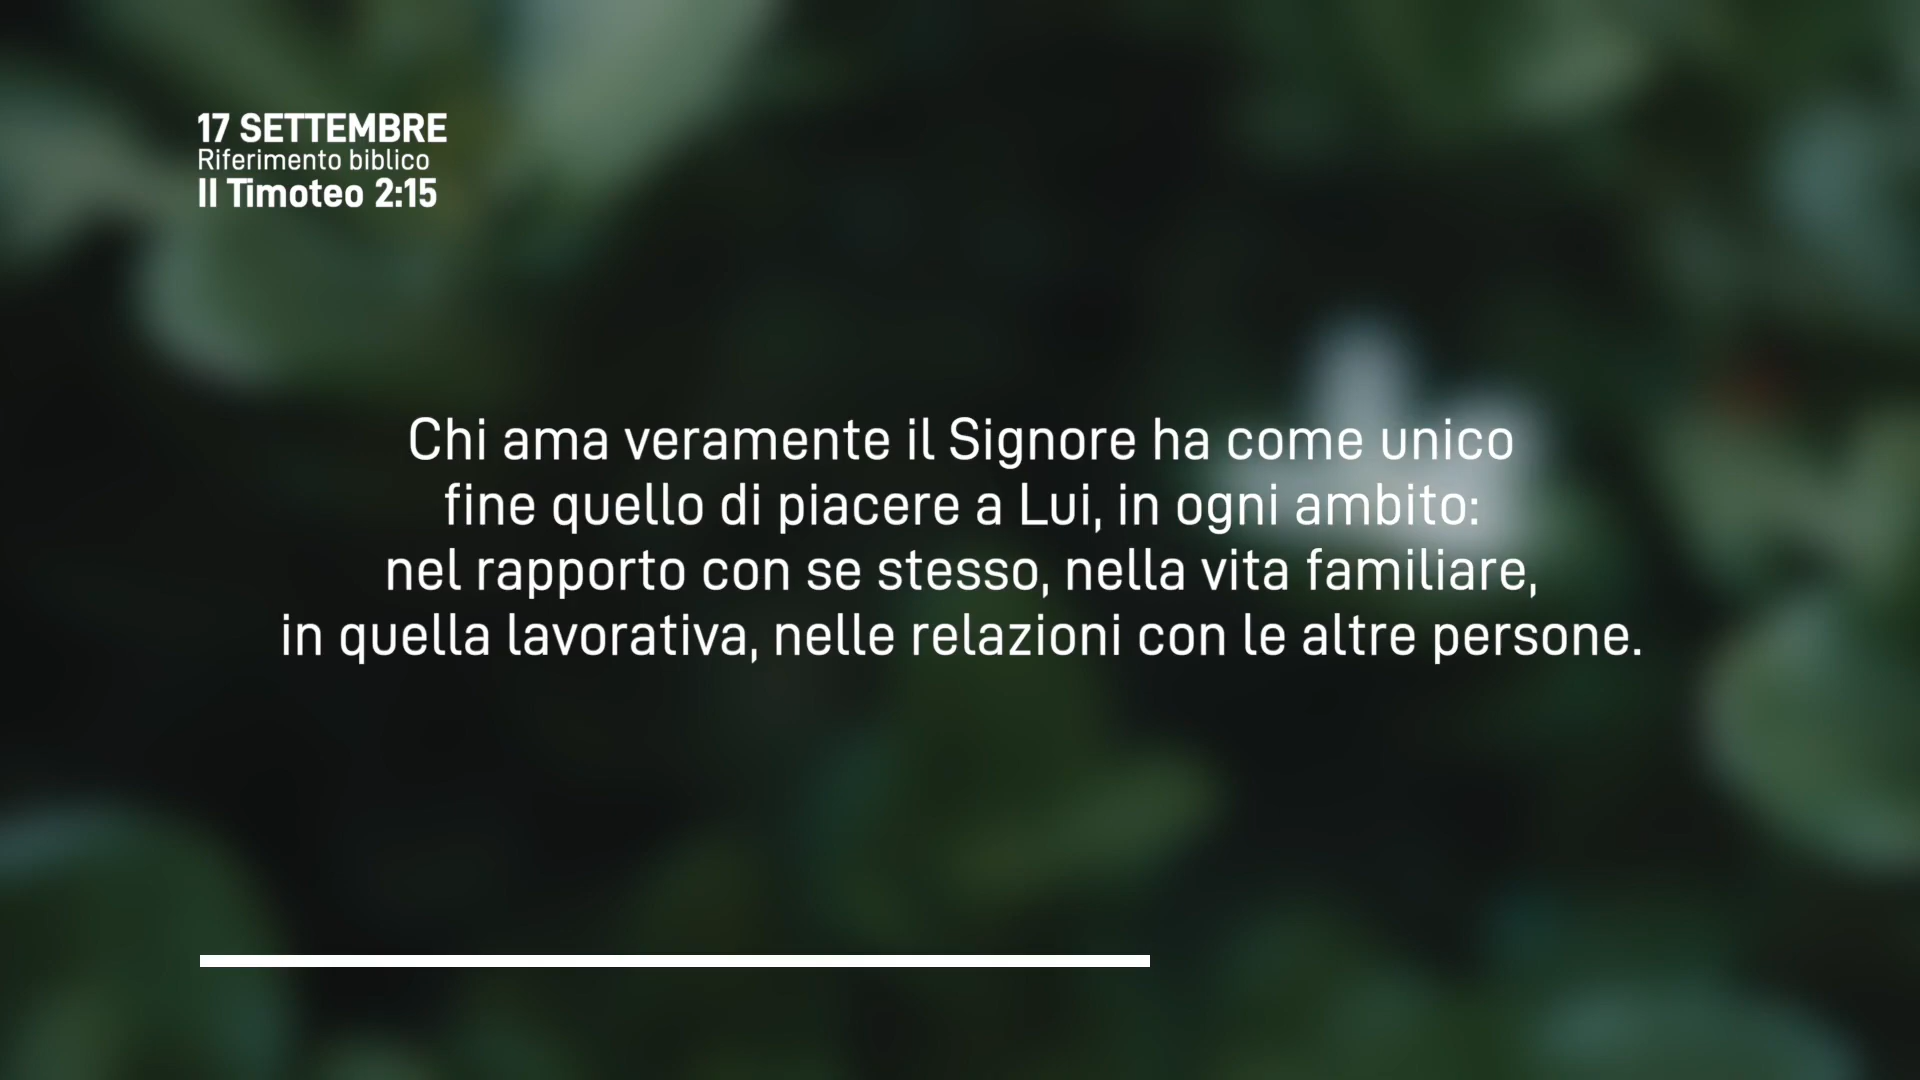 17 SETTEMBRE
Riferimento biblico
II Timoteo 2:15
Chi ama veramente il Signore ha come unico
fine quello di piacere a Lui, in ogni ambito:
nel rapporto con se stesso, nella vita familiare,
in quella lavorativa, nelle relazioni con le altre persone.